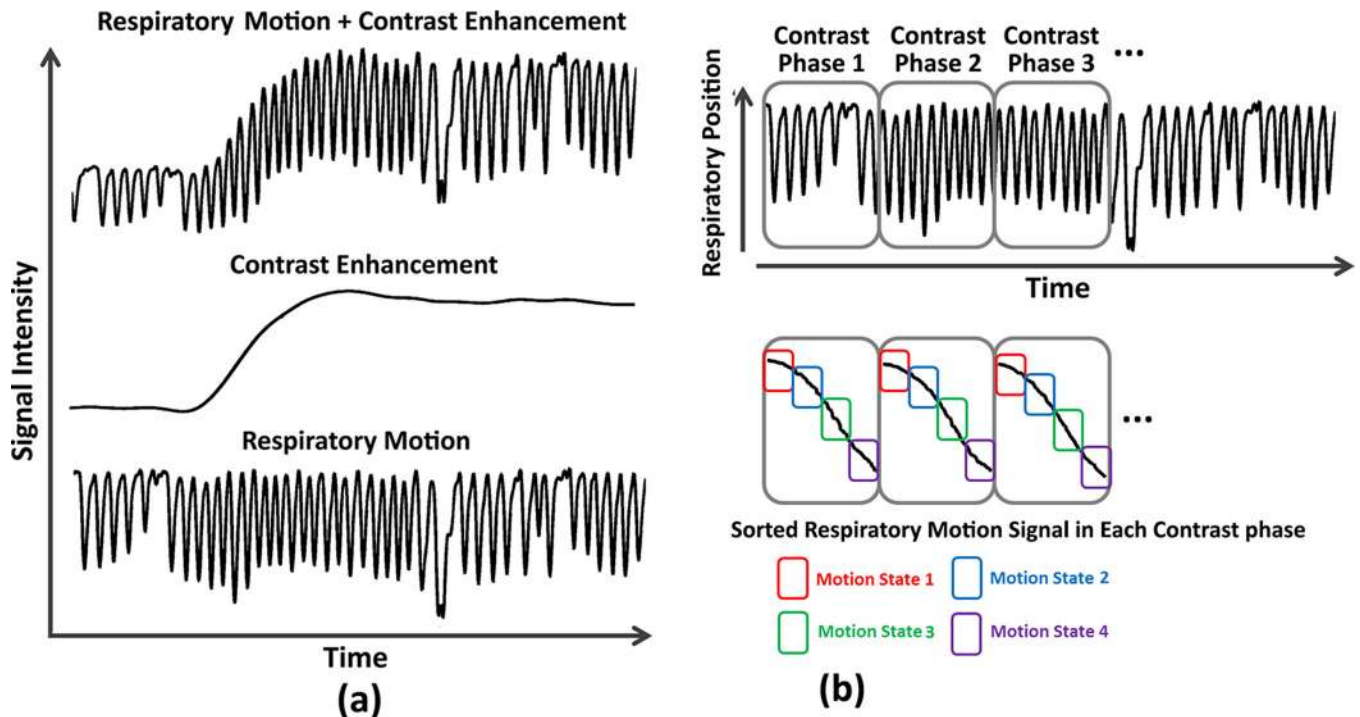 Respiratory Motion + Contrast Enhancement
Signal Intensity
Contrast Enhancement
Respiratory Motion
Time
(a)
Contrast
Phase 1
Contrast
Phase 2
Contrast
Phase 3
...
Respiratory Position
Time
...
Sorted Respiratory Motion Signal in Each Contrast phase
Motion State 1
Motion State 2
Motion State 3
Motion State 4
(b)